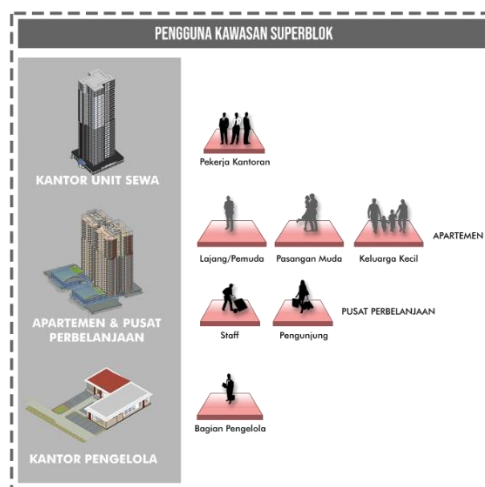 PENGGUNA KAWASAN SUPERBLOK
KANTOR UNIT SEWA
Pekerja Kantoran
Lajang/Pemuda
Pasangan Muda
Keluarga Kecil
APARTEMEN
APARTEMEN & PUSAT
PERBELANJAAN
Staff
Pengunjung
PUSAT PERBELANJAAN
KANTOR PENGELOLA
Bagian Pengelola